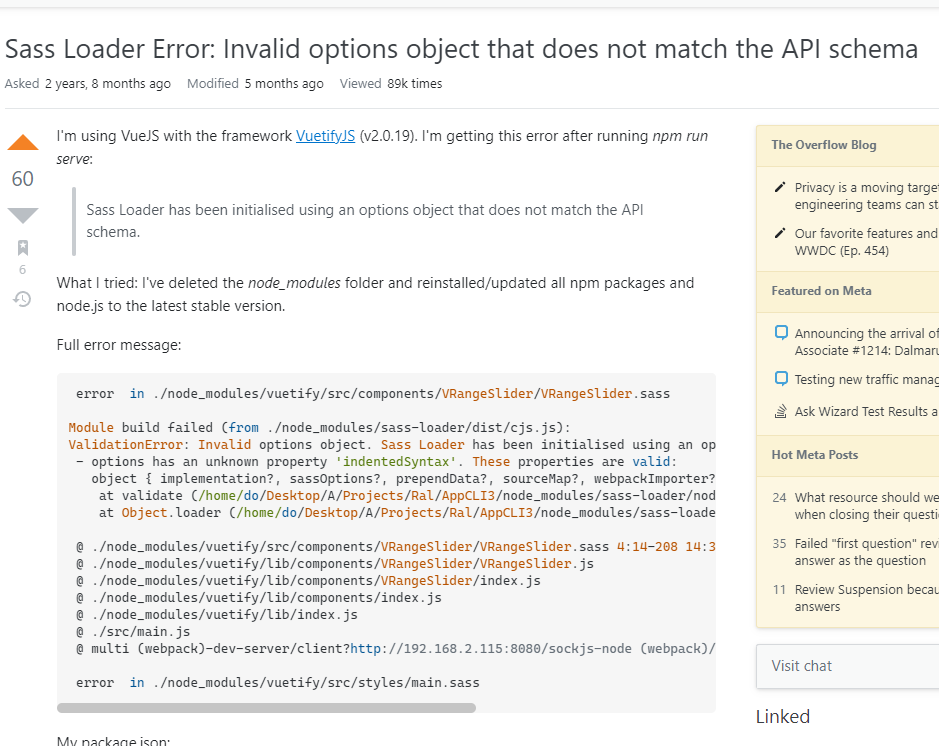 Sass Loader Error: Invalid options object that does not match the API schema
Asked 2 years, 8 months ago Modified 5 months ago Viewed 89k times
60
6
I'm using VueJS with the framework VuetifyJS (v2.0.19). I'm getting this error after running npm run
serve:
Sass Loader has been initialised using an options object that does not match the API
schema.
What I tried: I've deleted the node_modules folder and reinstalled/updated all npm packages and
node.js to the latest stable version.
Full error message:
error  in ./node_modules/vuetify/src/components/VRangeSlider/VRangeSlider.sass
Module build failed (from ./node_modules/sass-loader/dist/cjs.js):
ValidationError: Invalid options object. Sass Loader has been initialised using an op
- options has an unknown property 'indentedSyntax'. These properties are valid:
object { implementation?, sassOptions?, prependData?, sourceMap?, webpackImporter?
at validate (/home/do/Desktop/A/Projects/Ral/AppCLI3/node_modules/sass-loader/nod
at Object.loader (/home/do/Desktop/A/Projects/Ral/AppCLI3/node_modules/sass-loade
@ ./node_modules/vuetify/src/components/VRangeSlider/VRangeSlider.sass 4:14-208 14:3
@ ./node_modules/vuetify/lib/components/VRangeSlider/VRangeSlider.js
@ ./node_modules/vuetify/lib/components/VRangeSlider/index.js
@ ./node_modules/vuetify/lib/components/index.js
@ ./node_modules/vuetify/lib/index.js
@ ./src/main.js
@ multi (webpack)-dev-server/client?http://192.168.2.115:8080/sockjs-node (webpack)/
error  in ./node_modules/vuetify/src/styles/main.sass
My package.json:
The Overflow Blog
Privacy is a moving target
engineering teams can st
Our favorite features and
WWDC (Ep. 454)
Featured on Meta
Announcing the arrival of
Associate #1214: Dalmaru
Testing new traffic manag
Ask Wizard Test Results a
Hot Meta Posts
24 What resource should we
when closing their questi
35 Failed "first question" revi
answer as the question
11 Review Suspension becau
answers
Visit chat
Linked